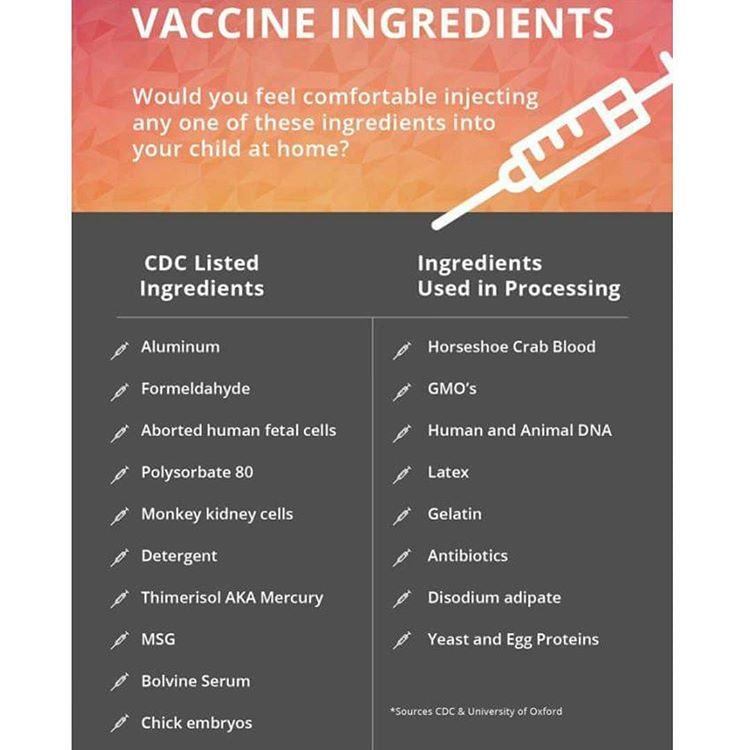 VACCINE INGREDIENTS
Would you feel comfortable injecting
any one of these ingredients into
your child at home?
CDC Listed
Ingredients
Aluminum
Formeldahyde
Aborted human fetal cells
Polysorbate 80
Monkey kidney cells
Detergent
Thimerisol AKA Mercury
MSG
Bolvine Serum
Chick embryos
Ingredients
Used in Processing
Horseshoe Crab Blood
GMO’s
Human and Animal DNA
Latex
Gelatin
Antibiotics
Disodium adipate
Yeast and Egg Proteins
*Sources CDC & University of Oxford